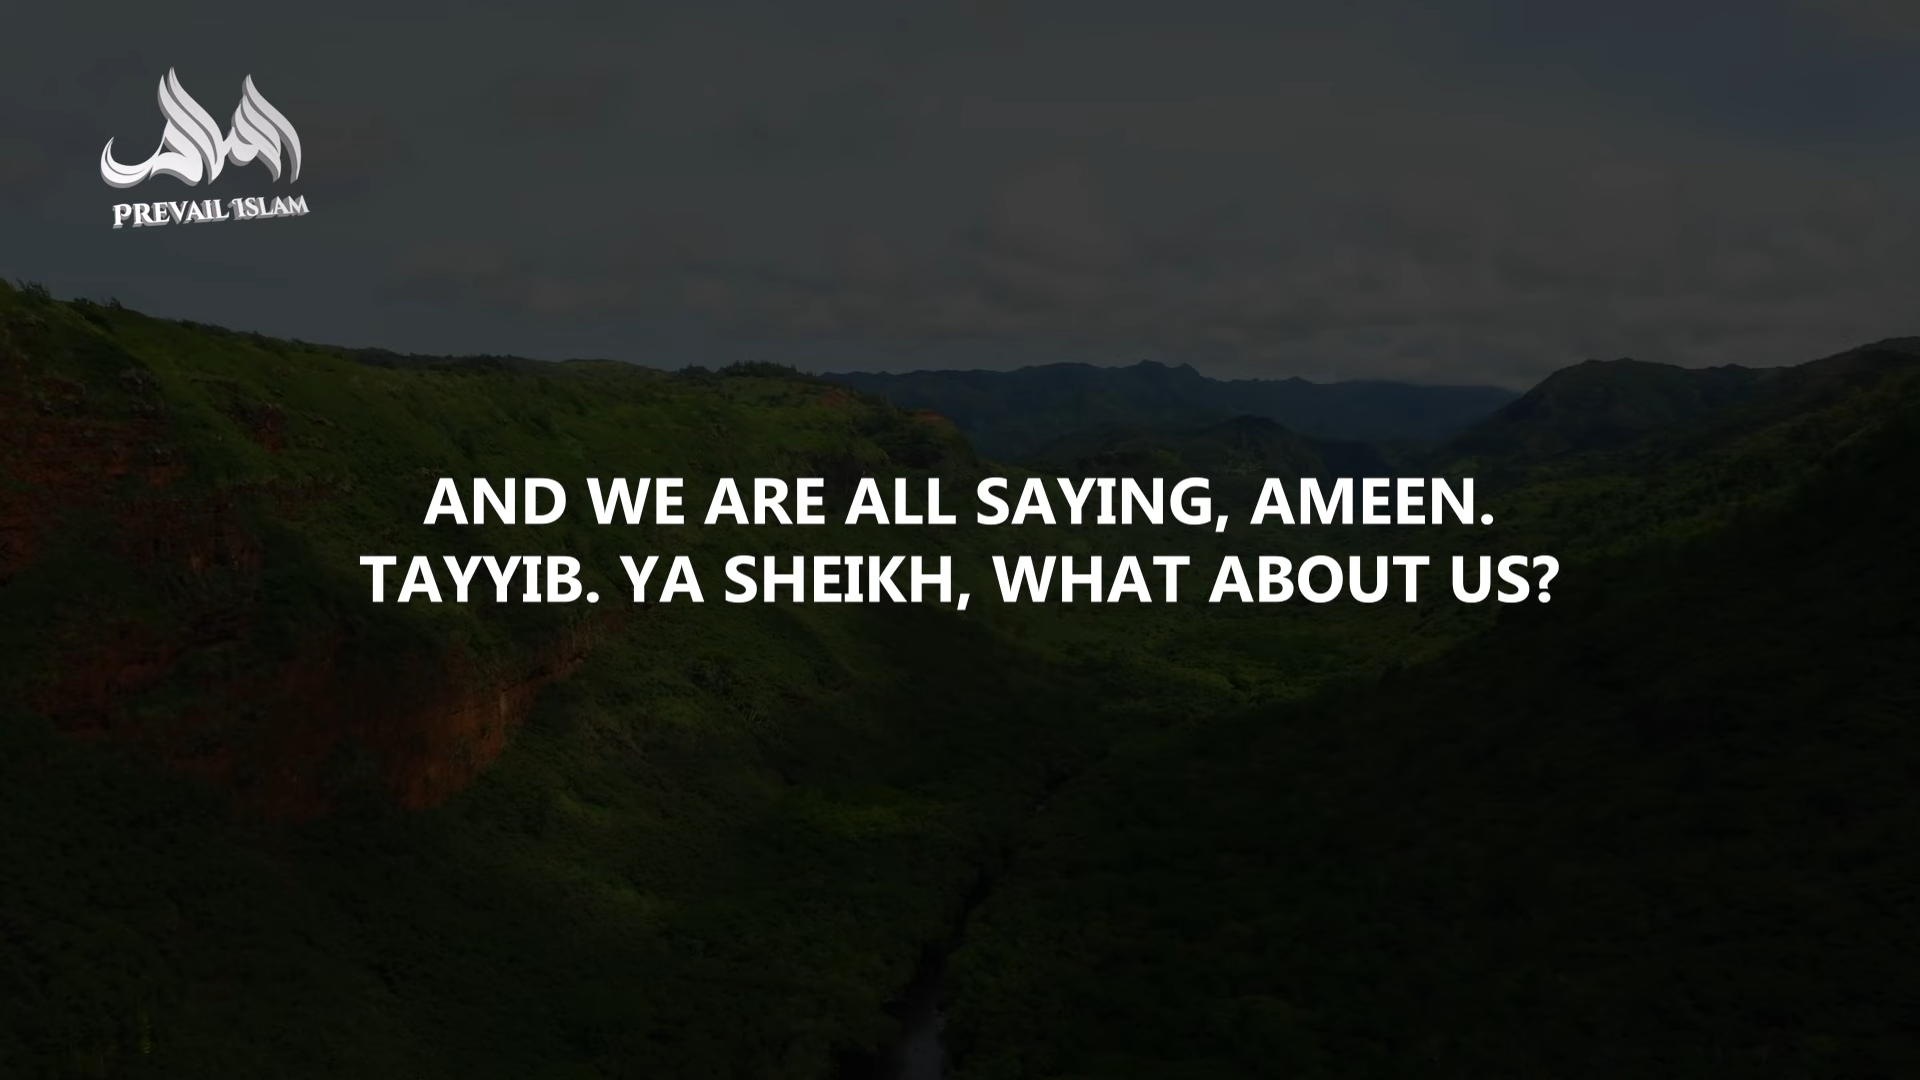 PREVAIL ISLAM
AND WE ARE ALL SAYING, AMEEN.
TAYYIB. YA SHEIKH, WHAT ABOUT US?